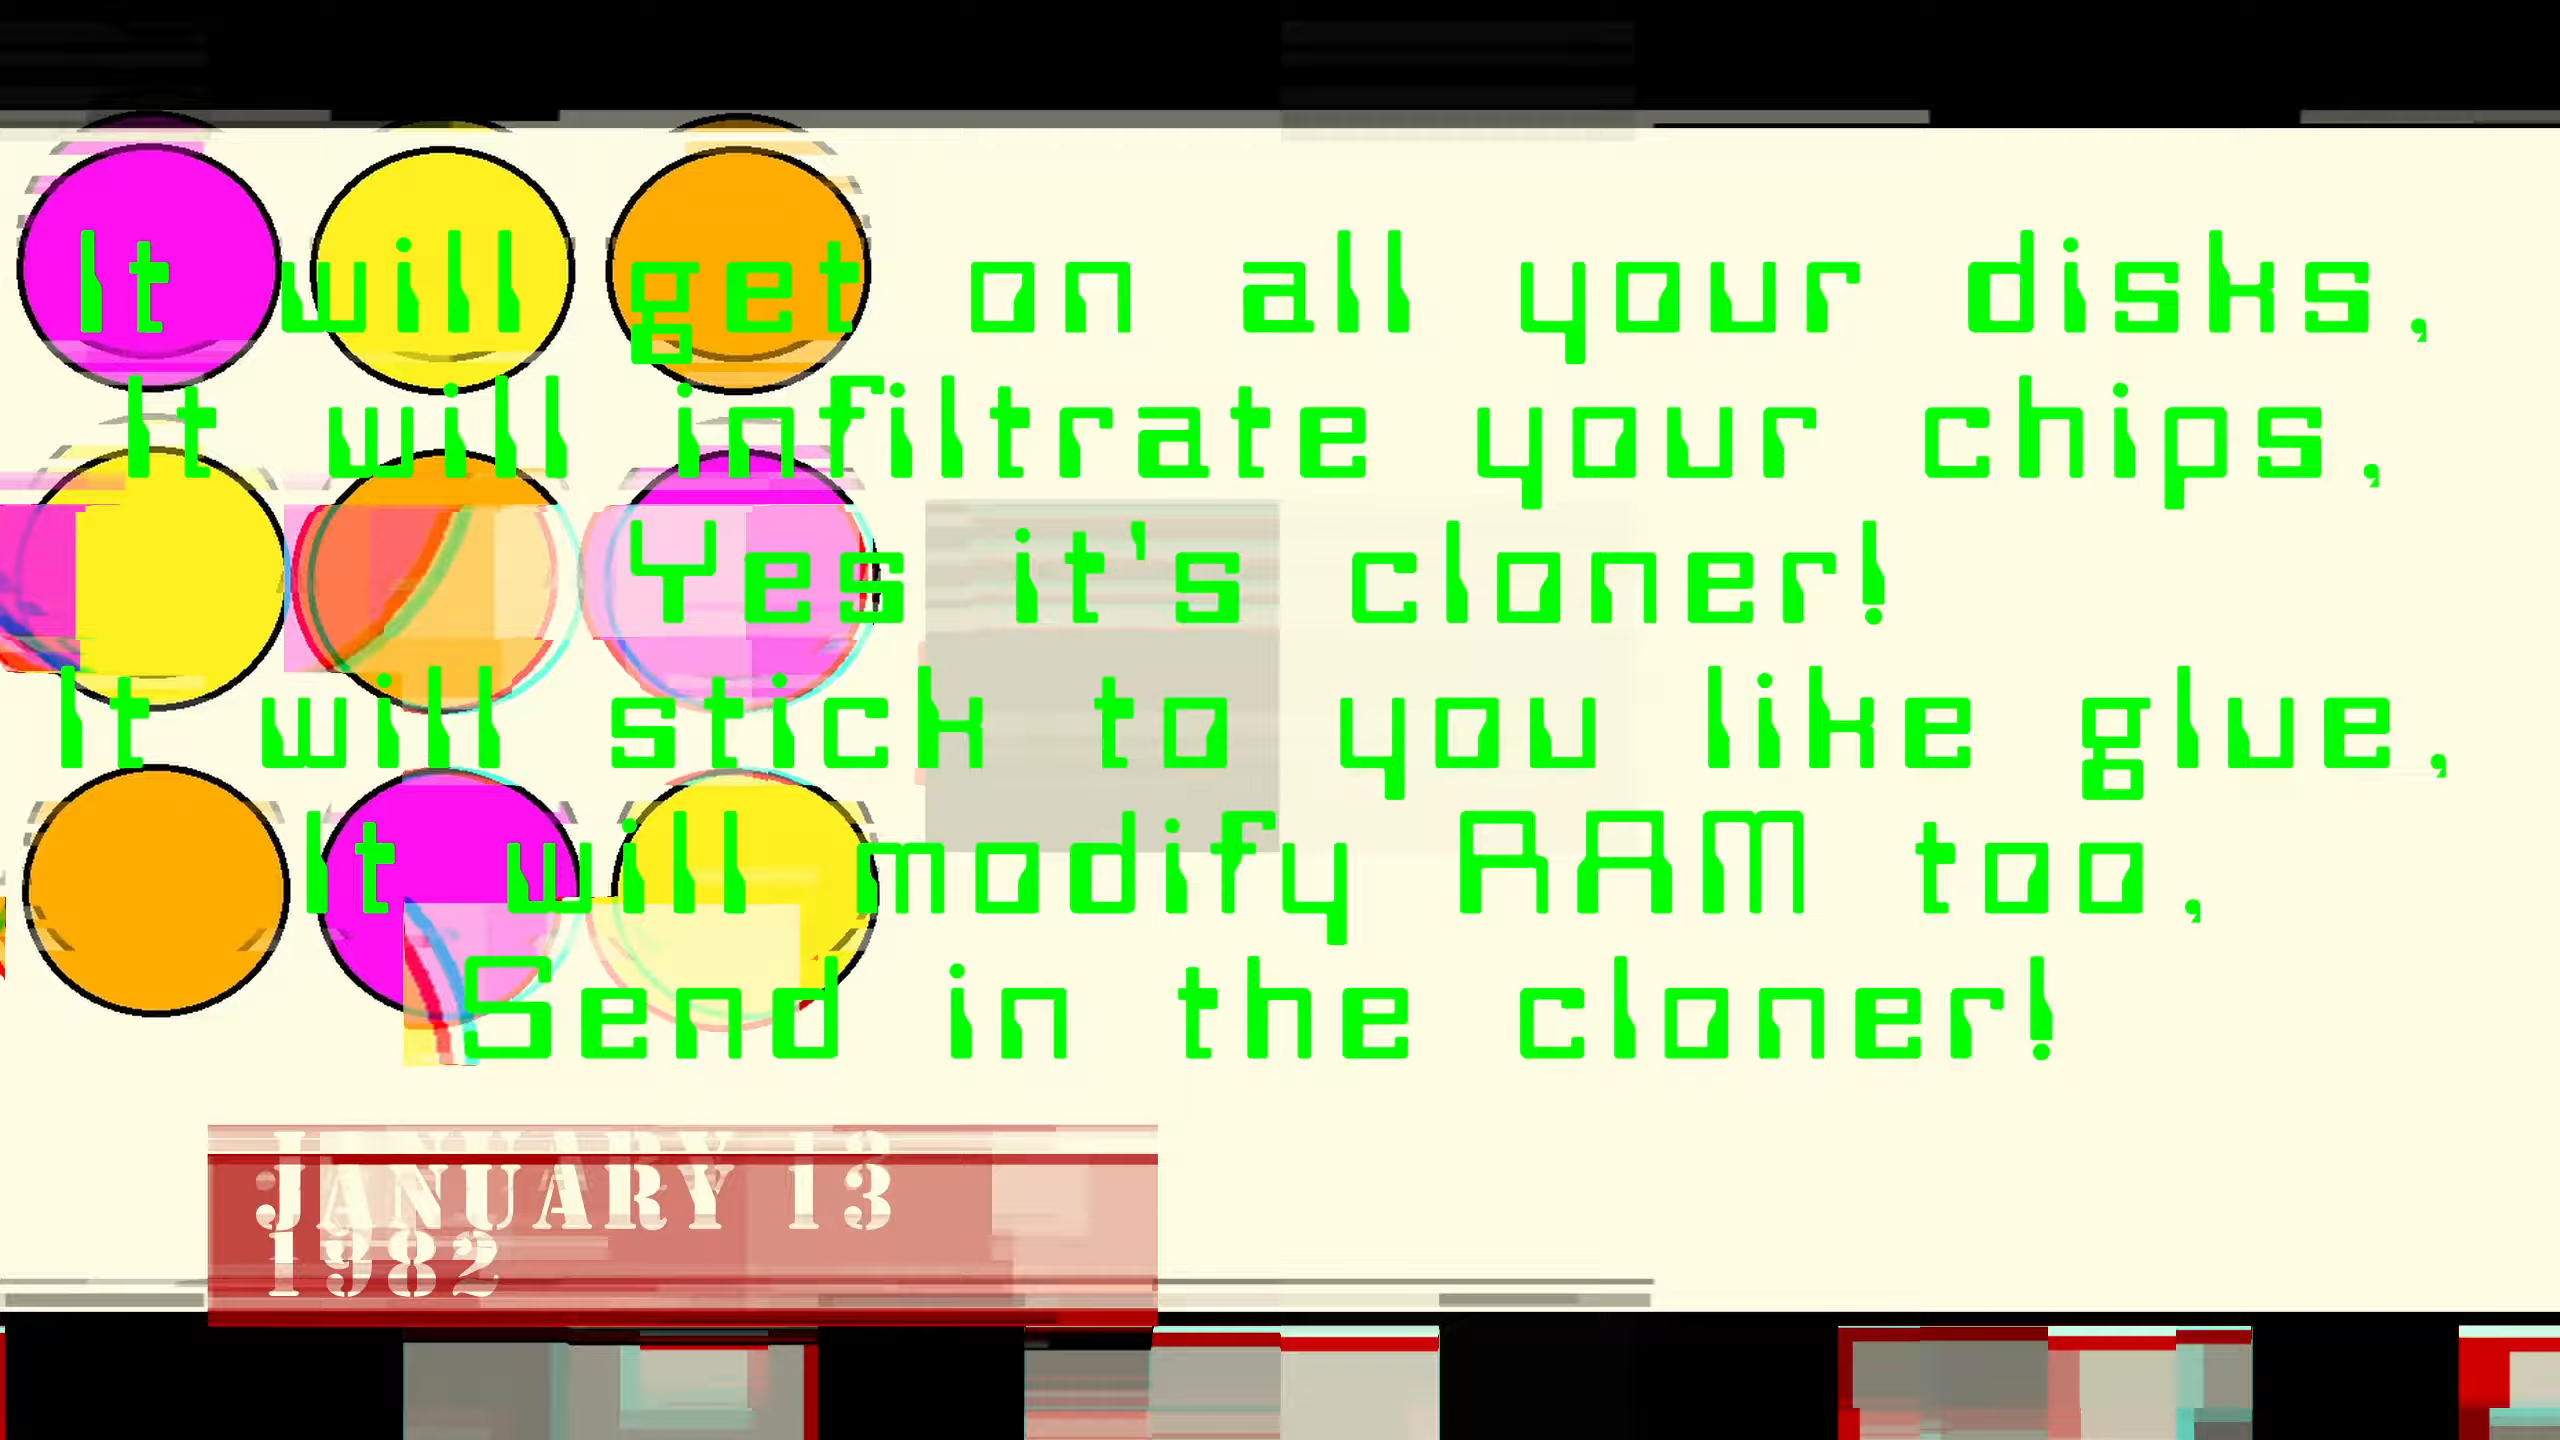 It will get on all your disks,
It will infiltrate your chips,
Yes it's cloner!
It will stick to you like glue,
It will modify RAM too,
Send in the cloner!
JANUARY 13
1982